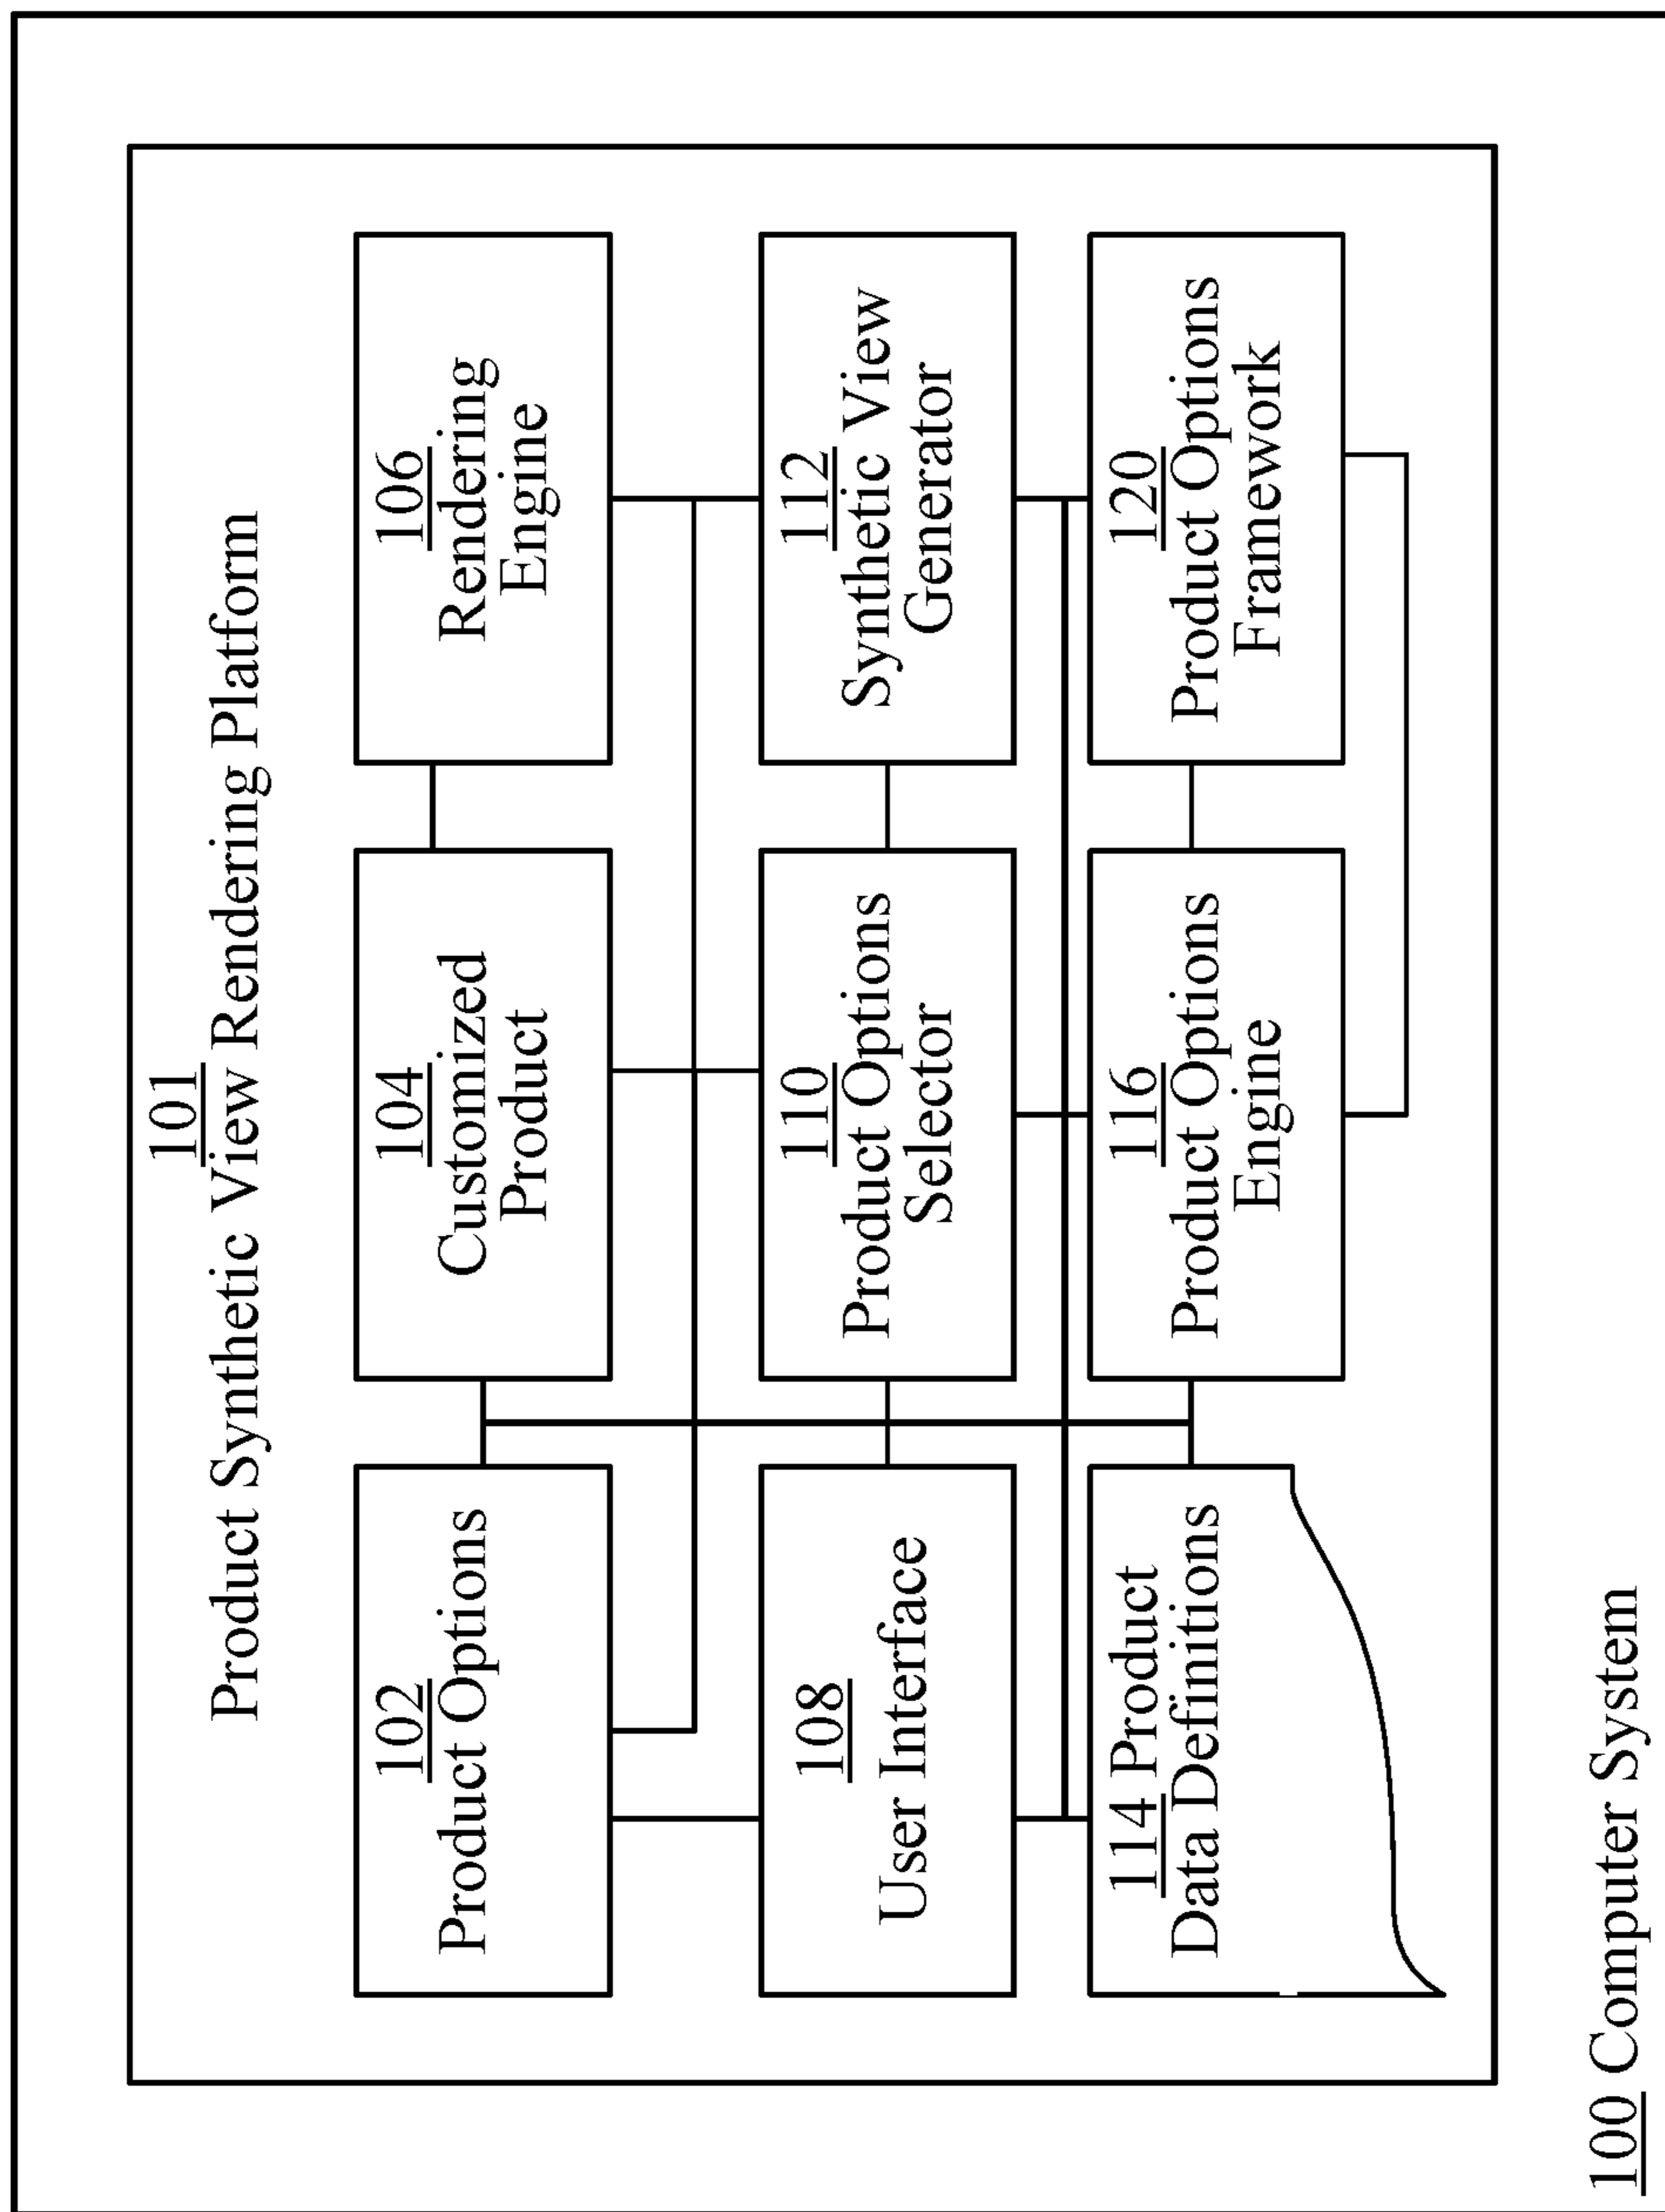 101
Product Synthetic View Rendering Platform
102
Product Options
104
Customized
Product
106
Rendering
Engine
108
User Interface
110
Product Options
Selector
112
Synthetic View
Generator
114 Product
Data Definitions
116
Product Options
Engine
120
Product Options
Framework
100 Computer System